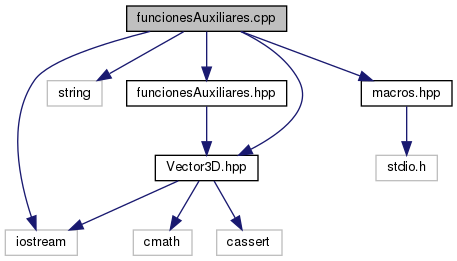 funcionesAuxiliares.cpp
string
funcionesAuxiliares.hpp
macros.hpp
Vector3D.hpp
stdio.h
iostream
cmath
cassert